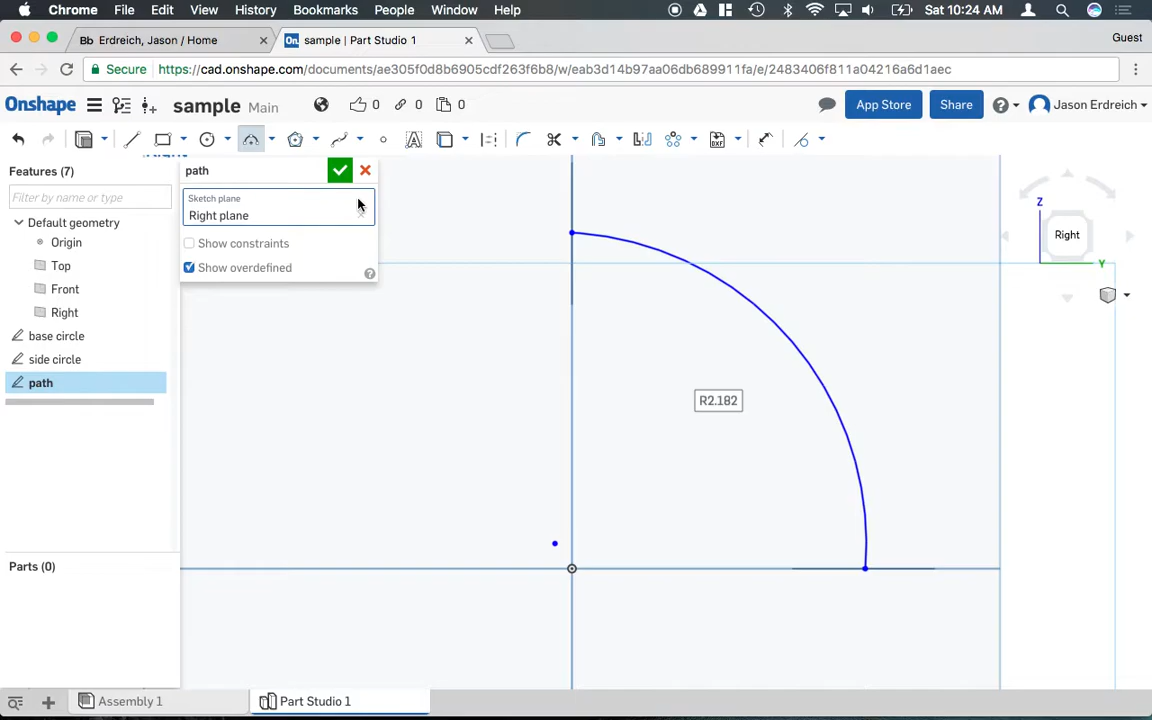 Chrome File Edit View History Bookmarks People Window Help Sat 10:24 AM
Bb Erdreich, Jason / Home On. sample | Part Studio 1 Guest
Secure https://cad.onshape.com/documents/ae305f0d8b6905cdf263f6b8/w/eab3d14b97aa06db689911fa/e/2483406f811a04216a6d1aec
Onshape sample Main 0 0 0 App Store Share Jason Erdreich
Features (7)
Filter by name or type
Default geometry
Origin
Top
Front
Right
base circle
side circle
path
Parts (0)
path
Sketch plane
Right plane
Show constraints
Show overdefined
R2.182
Z
Right
Y
Assembly 1 Part Studio 1